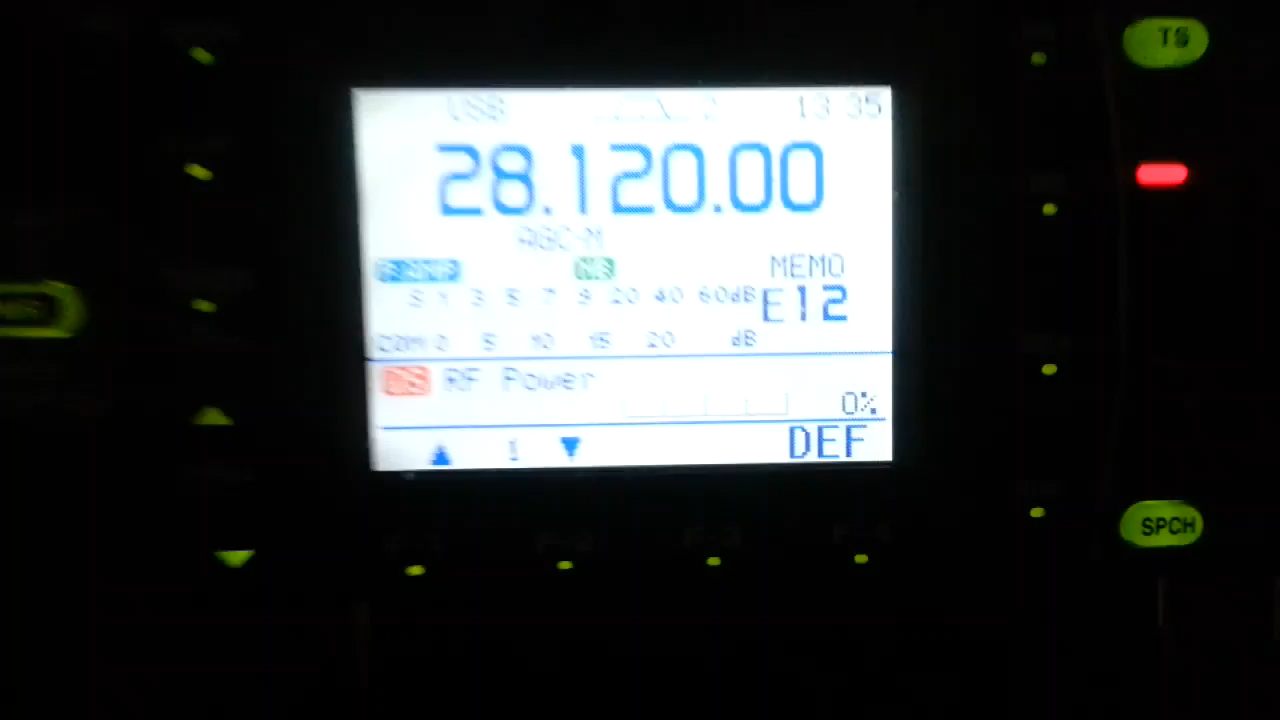 USB 2 13 35
TS
28.120.00
AGC-M
P.AMP NB MEMO
S 1 3 5 7 9 20 40 60dB E12
COMP 0 5 10 15 20 dB
RF Power
0%
1 DEF
SPCH